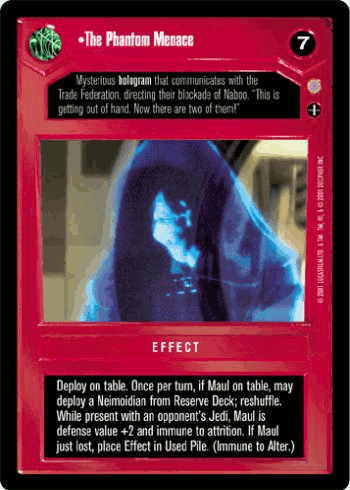 •The Phantom Menace
7
Mysterious hologram that communicates with the
Trade Federation, directing their blockade of Naboo. "This is
getting out of hand. Now there are two of them!"
EFFECT
Deploy on table. Once per turn, if Maul on table, may
deploy a Neimoidian from Reserve Deck; reshuffle.
While present with an opponent's Jedi, Maul is
defense value +2 and immune to attrition. If Maul
just lost, place Effect in Used Pile. (Immune to Alter.)